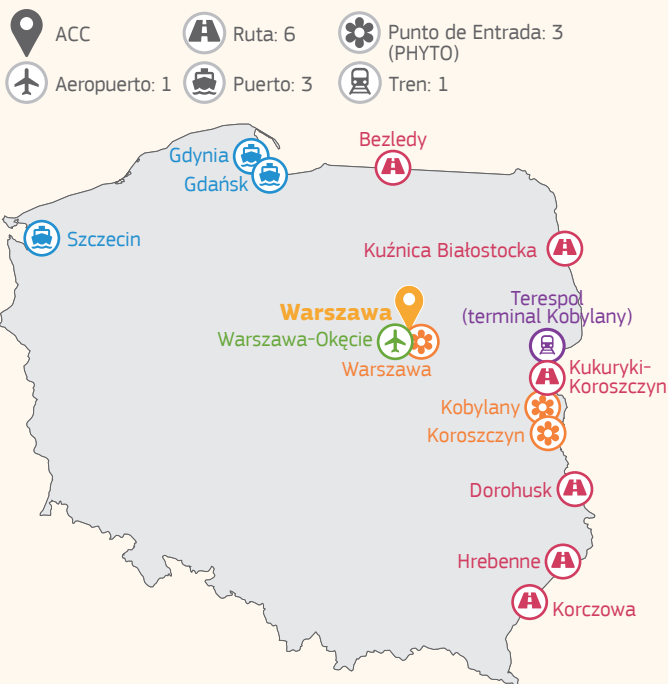 ACC
Ruta: 6
Punto de Entrada: 3
(PHYTO)
Aeropuerto: 1
Puerto: 3
Tren: 1
Bezledy
Gdynia
Gdańsk
Szczecin
Kuźnica Białostocka
Terespol
(terminal Kobylany)
Warszawa
Warszawa-Okęcie
Warszawa
Kukuryki-
Koroszczyn
Kobylany
Koroszczyn
Dorohusk
Hrebenne
Korczowa